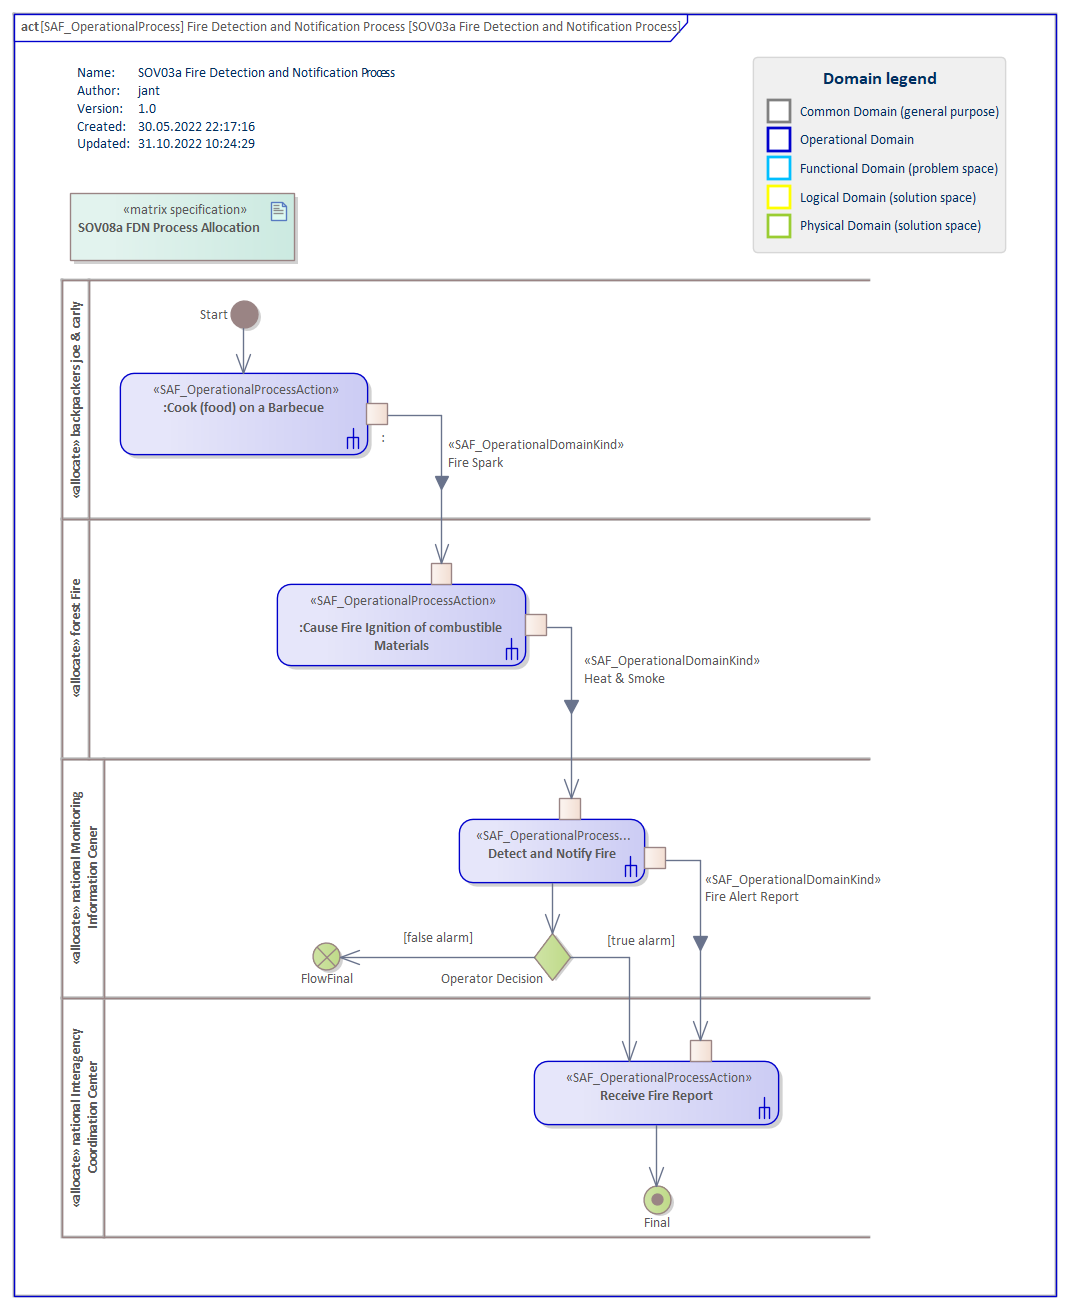 act [SAF_OperationalProcess] Fire Detection and Notification Process [SOV03a Fire Detection and Notification Process]
Name: SOV03a Fire Detection and Notification Process
Author: jant
Version: 1.0
Created: 30.05.2022 22:17:16
Updated: 31.10.2022 10:24:29
Domain legend
Common Domain (general purpose)
Operational Domain
Functional Domain (problem space)
Logical Domain (solution space)
Physical Domain (solution space)
«matrix specification»
SOV08a FDN Process Allocation
«allocate» backpackers joe & carly
Start
«SAF_OperationalProcessAction»
:Cook (food) on a Barbecue
:
«SAF_OperationalDomainKind»
Fire Spark
«allocate» forest Fire
«SAF_OperationalProcessAction»
:Cause Fire Ignition of combustible
Materials
«SAF_OperationalDomainKind»
Heat & Smoke
«allocate» national Monitoring
Information Cener
«SAF_OperationalProcess...
Detect and Notify Fire
«SAF_OperationalDomainKind»
Fire Alert Report
[false alarm]
[true alarm]
FlowFinal
Operator Decision
«allocate» national Interagency
Coordination Center
«SAF_OperationalProcessAction»
Receive Fire Report
Final